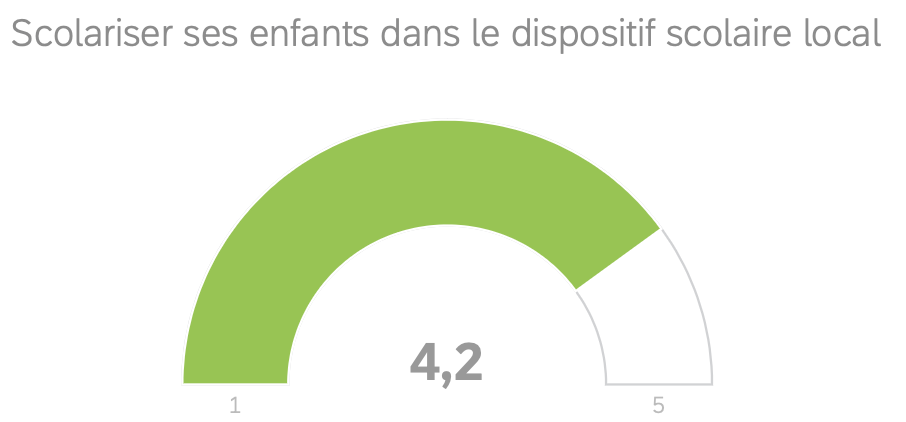 Scolariser ses enfants dans le dispositif scolaire local
4,2
1
5